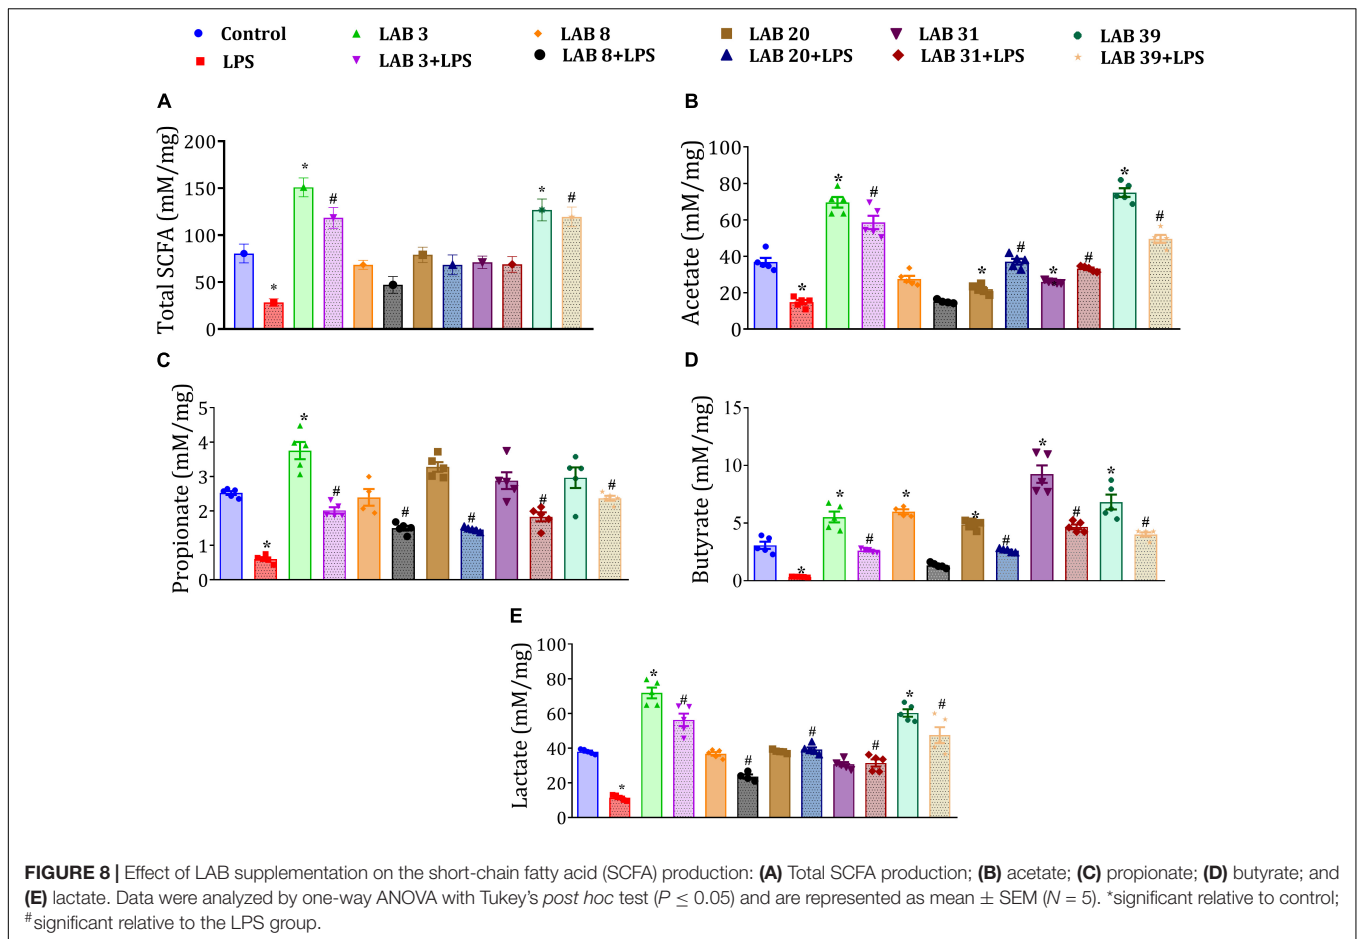 Control LAB 3 LAB 8 LAB 20 LAB 31 LAB 39
LPS LAB 3+LPS LAB 8+LPS LAB 20+LPS LAB 31+LPS LAB 39+LPS
A
Total SCFA (mM/mg)
200
150
100
50
0
* * # * #
B
Acetate (mM/mg)
100
80
60
40
20
0
* * # * # * # * #
C
Propionate (mM/mg)
5
4
3
2
1
0
* * # # # # #
D
Butyrate (mM/mg)
15
10
5
0
* * # * * # * # * #
E
Lactate (mM/mg)
100
80
60
40
20
0
* * # # # # * #
FIGURE 8 | Effect of LAB supplementation on the short-chain fatty acid (SCFA) production: (A) Total SCFA production; (B) acetate; (C) propionate; (D) butyrate; and
(E) lactate. Data were analyzed by one-way ANOVA with Tukey's post hoc test (P ≤ 0.05) and are represented as mean ± SEM (N = 5). *significant relative to control;
#significant relative to the LPS group.